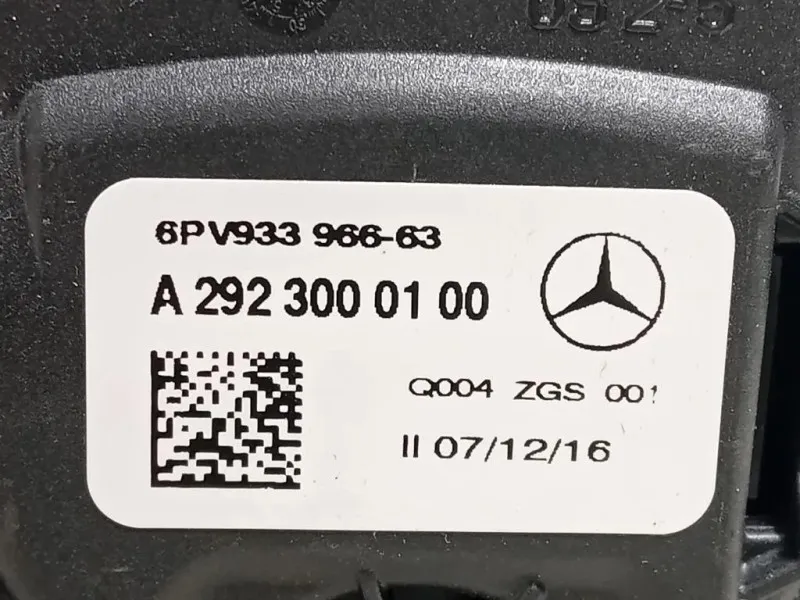 6PV933 966-63
A 292 300 01 00
Q004 ZGS 001
II 07/12/16